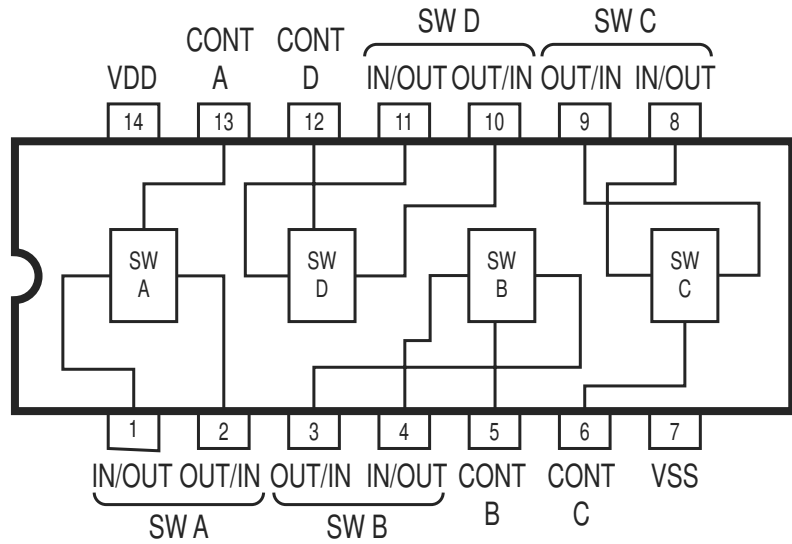 SW D SW C
CONT CONT
VDD A D IN/OUT OUT/IN OUT/IN IN/OUT
14 13 12 11 10 9 8
SW SW SW SW
A D B C
1 2 3 4 5 6 7
IN/OUT OUT/IN OUT/IN IN/OUT CONT CONT VSS
SW A SW B B C